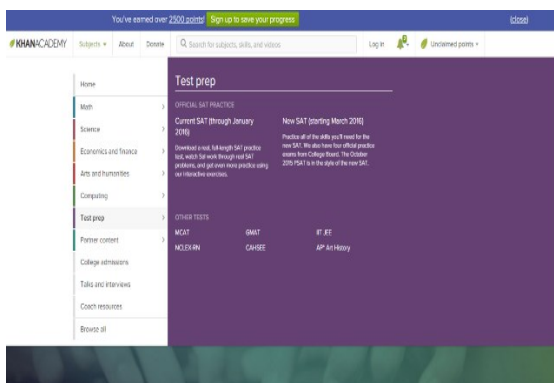 You've earned over 2500 points! Sign up to save your progress (close)
KHANACADEMY Subjects About Donate Search for subjects, skills, and videos Log in Unclaimed points
Home
Math
Science
Economics and finance
Arts and humanities
Computing
Test prep
Partner content
College admissions
Talks and interviews
Coach resources
Browse all
Test prep
OFFICIAL SAT PRACTICE
Current SAT (through January
2016)
Download a real, full-length SAT practice
test, watch Sal work through real SAT
problems, and get even more practice using
our interactive exercises.
New SAT (starting March 2016)
Practice all of the skills you'll need for the
new SAT. We also have four official practice
exams from College Board. The October
2015 PSAT is in the style of the new SAT.
OTHER TESTS
MCAT GMAT IIT JEE
NCLEX-RN CAHSEE AP* Art History